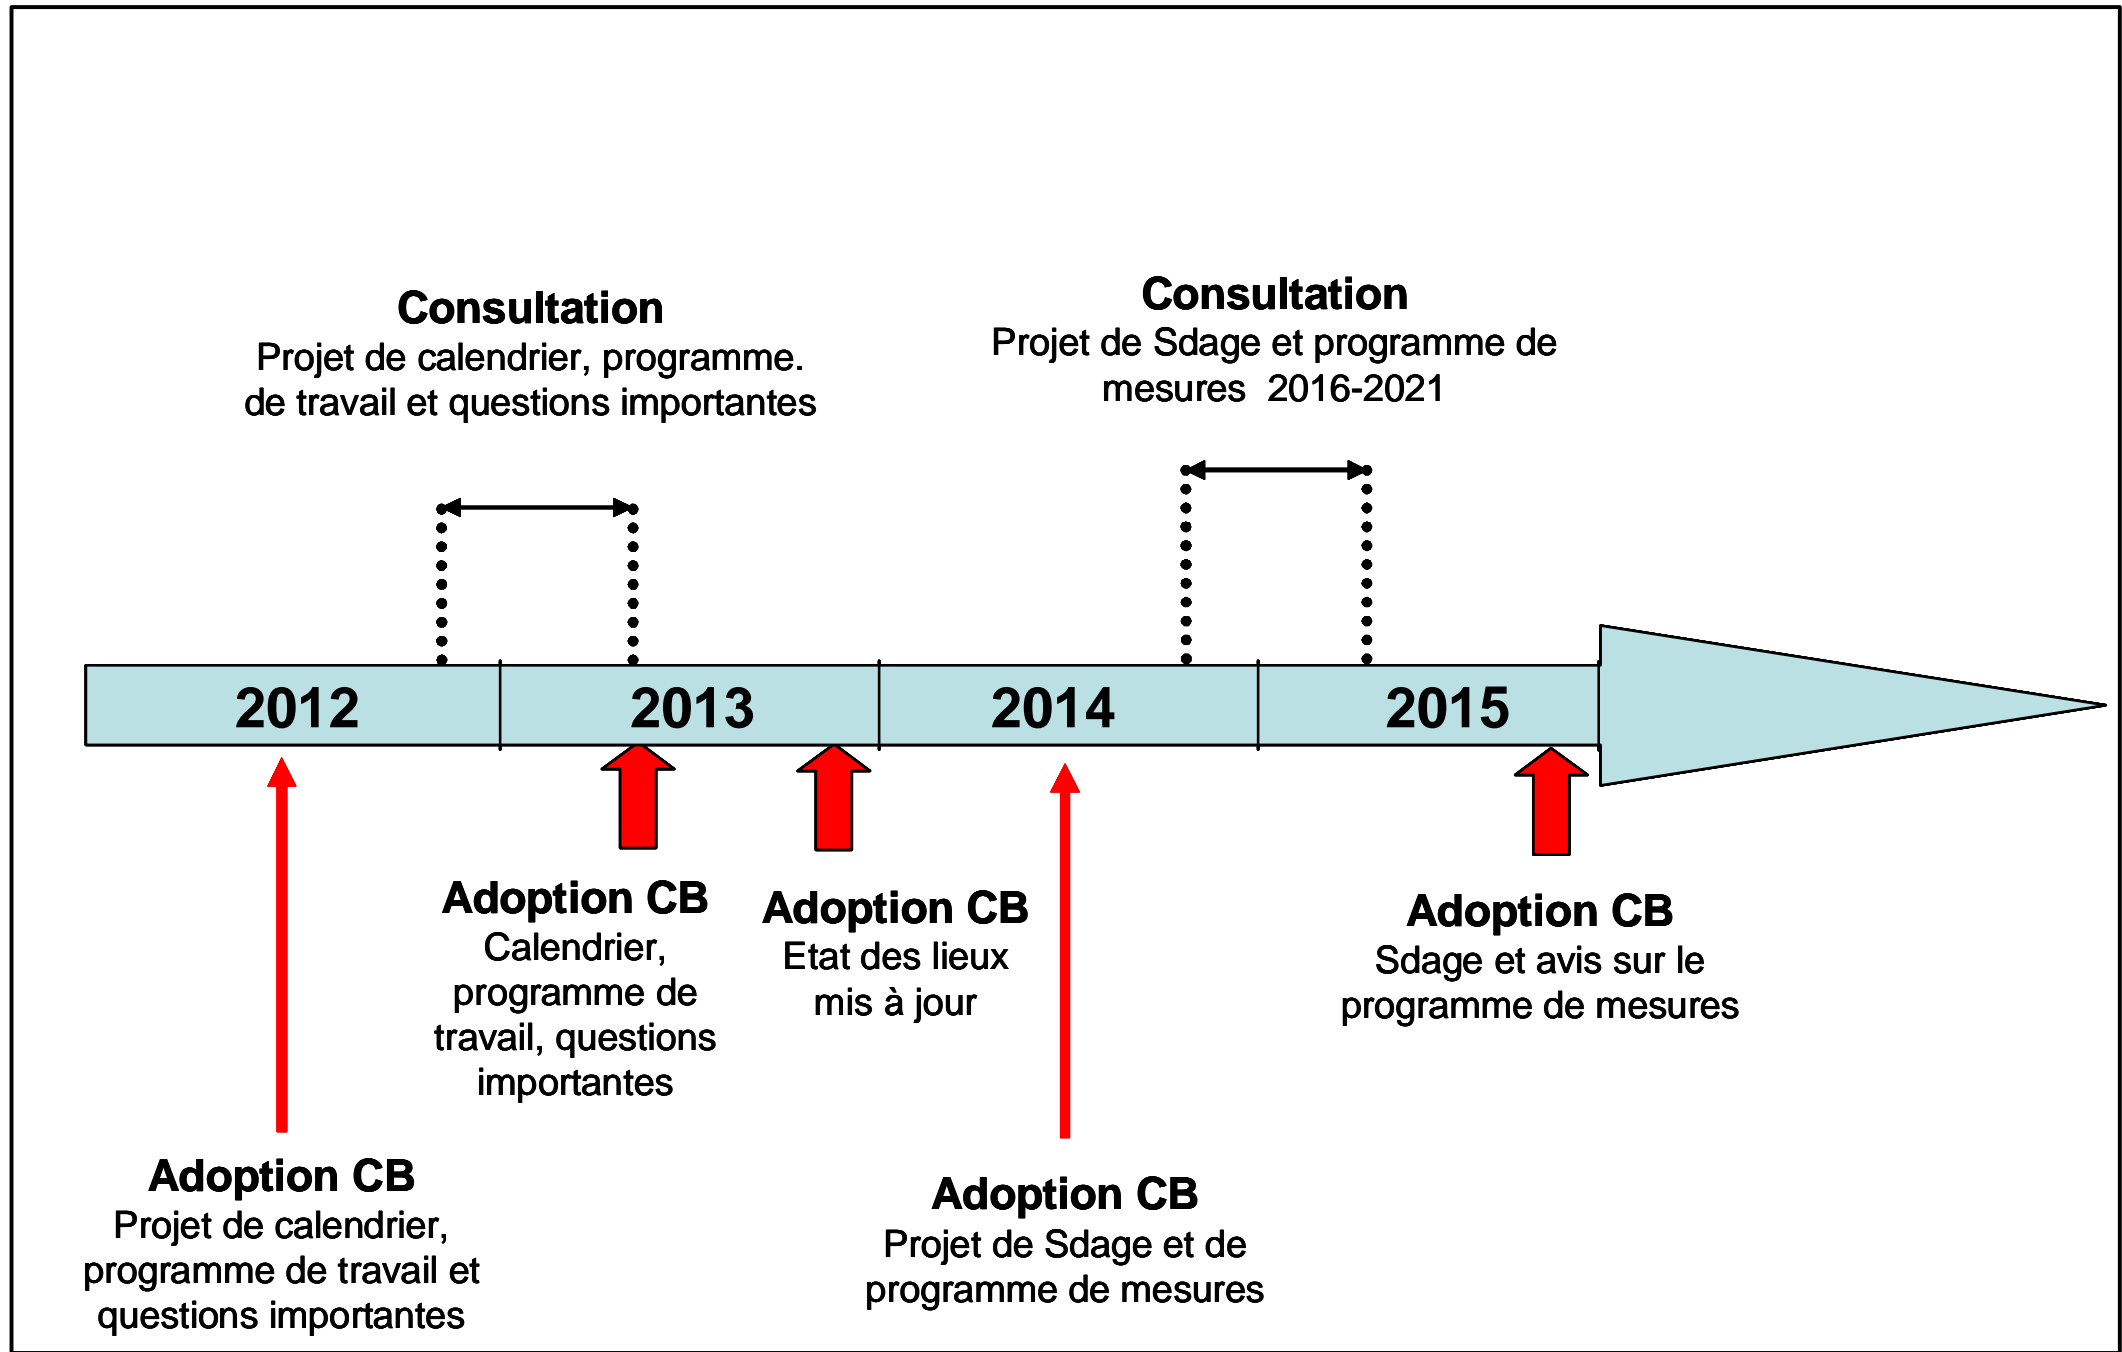 Consultation
Projet de calendrier, programme.
de travail et questions importantes
Consultation
Projet de Sdage et programme de
mesures  2016-2021
2012
2013
2014
2015
Adoption CB
Calendrier,
programme de
travail, questions
importantes
Adoption CB
Etat des lieux
mis à jour
Adoption CB
Sdage et avis sur le
programme de mesures
Adoption CB
Projet de calendrier,
programme de travail et
questions importantes
Adoption CB
Projet de Sdage et de
programme de mesures